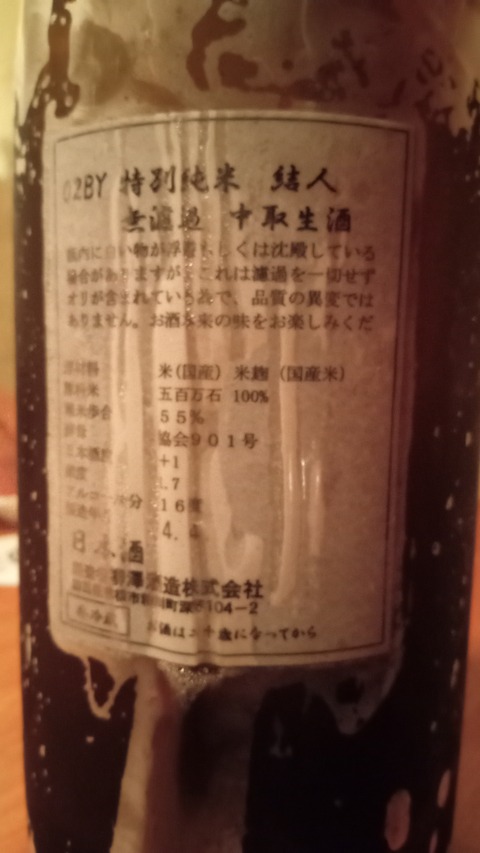 02BY 特別純米 結人
無濾過 中取生酒
瓶内に白い物が浮遊もしくは沈殿している
場合がありますが、これは濾過を一切せず
オリが含まれている為で、品質の異変では
ありません。お酒本来の味をお楽しみくだ
原材料 米(国産) 米麹 (国産米)
原料米 五百万石 100%
精米歩合 55%
酵母 協会901号
日本酒度 +1
酸度 1.7
アルコール分 16度
製造年月 4.4
日本酒
柳澤酒造株式会社
104-2
要冷蔵
お酒は二十歳になってから